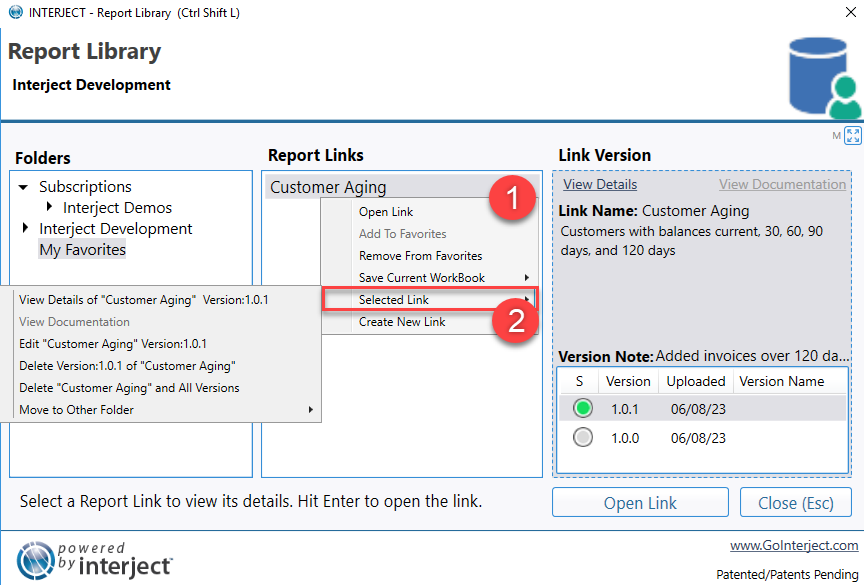 INTERJECT - Report Library (Ctrl Shift L)
Report Library
Interject Development
M
Folders
Subscriptions
Interject Demos
Interject Development
My Favorites
Report Links
Customer Aging
1
Open Link
Add To Favorites
Remove From Favorites
Save Current WorkBook
Selected Link
2
Create New Link
View Details of "Customer Aging" Version:1.0.1
View Documentation
Edit "Customer Aging" Version:1.0.1
Delete Version:1.0.1 of "Customer Aging"
Delete "Customer Aging" and All Versions
Move to Other Folder
Link Version
View Details View Documentation
Link Name: Customer Aging
Customers with balances current, 30, 60, 90
days, and 120 days
Version Note: Added invoices over 120 da...
S Version Uploaded Version Name
1.0.1 06/08/23
1.0.0 06/08/23
Select a Report Link to view its details. Hit Enter to open the link.
Open Link Close (Esc)
powered
by interject
www.GoInterject.com
Patented/Patents Pending